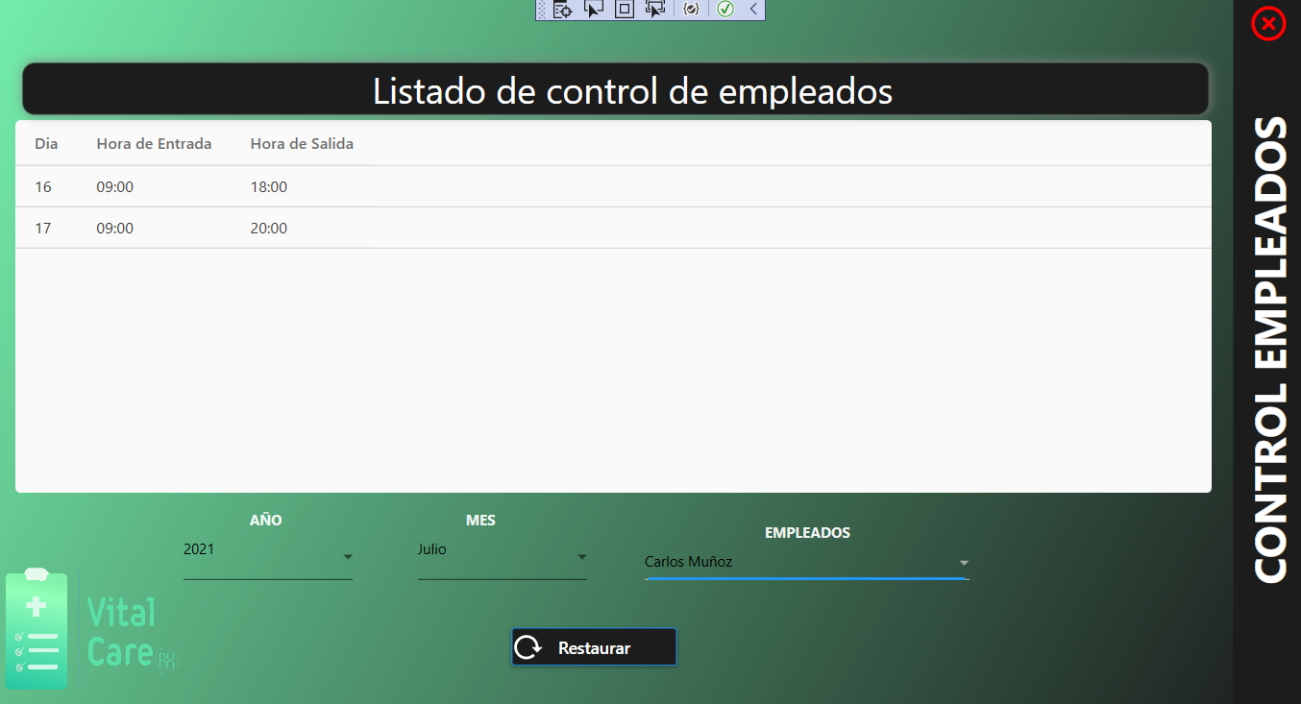 Listado de control de empleados
Dia Hora de Entrada Hora de Salida
16 09:00 18:00
17 09:00 20:00
AÑO MES EMPLEADOS
2021 Julio Carlos Muñoz
Vital
Care RH
Restaurar
CONTROL EMPLEADOS